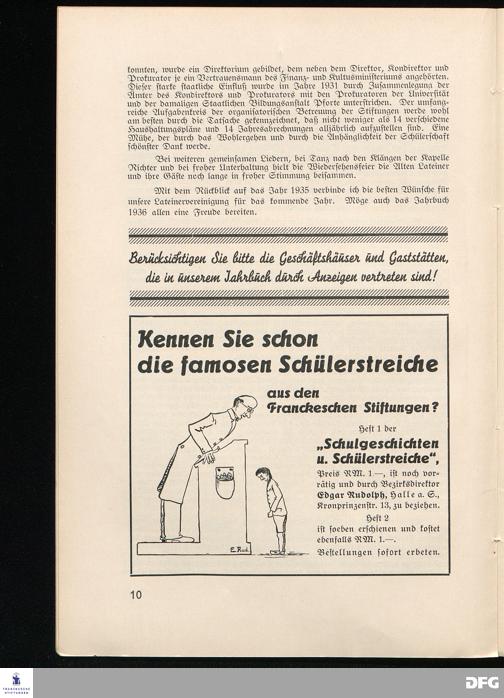 konnten, wurde ein Direktorium gebildet, dem neben dem Direktor, Kondirektor und
Prokurator je ein Vertrauensmann des Finanz- und Kultusministeriums angehörten.
Dieser starke staatliche Einfluß wurde im Jahre 1931 durch Zusammenlegung der
Ämter des Kondirektors und Prokurators mit den Prokuratoren der Universität
und der damaligen Staatlichen Bildungsanstalt Pforte unterstrichen. Der umfang-
reiche Aufgabenkreis der organisatorischen Betreuung der Stiftungen werde wohl
am besten durch die Tatsache gekennzeichnet, daß nicht weniger als 14 verschiedene
Haushaltungspläne und 14 Jahresabrechnungen alljährlich aufzustellen sind. Eine
Mühe, der durch das Wohlergehen und durch die Anhänglichkeit der Schülerschaft
schönster Dank werde.
Bei weiteren gemeinsamen Liedern, bei Tanz nach den Klängen der Kapelle
Richter und bei froher Unterhaltung hielt die Wiedersehensfeier die Alten Lateiner
und ihre Gäste noch lange in froher Stimmung beisammen.
Mit dem Rückblick auf das Jahr 1935 verbinde ich die besten Wünsche für
unsere Lateinervereinigung für das kommende Jahr. Möge auch das Jahrbuch
1936 allen eine Freude bereiten.
Berücksichtigen Sie bitte die Geschäftshäuser und Gaststätten,
die in unserem Jahrbuch durch Anzeigen vertreten sind!
Kennen Sie schon
die famosen Schülerstreiche
aus den
Franckeschen Stiftungen?
Heft 1 der
„Schulgeschichten
u. Schülerstreiche“,
Preis RM. 1.—, ist noch vor-
rätig und durch Bezirksdirektor
Edgar Rudolph, Halle a. S.,
Kronprinzenstr. 13, zu beziehen.
Heft 2
ist soeben erschienen und kostet
ebenfalls RM. 1.—.
Bestellungen sofort erbeten.
E. Rud.
10
FRANCKESCHE
STIFTUNGEN
DFG